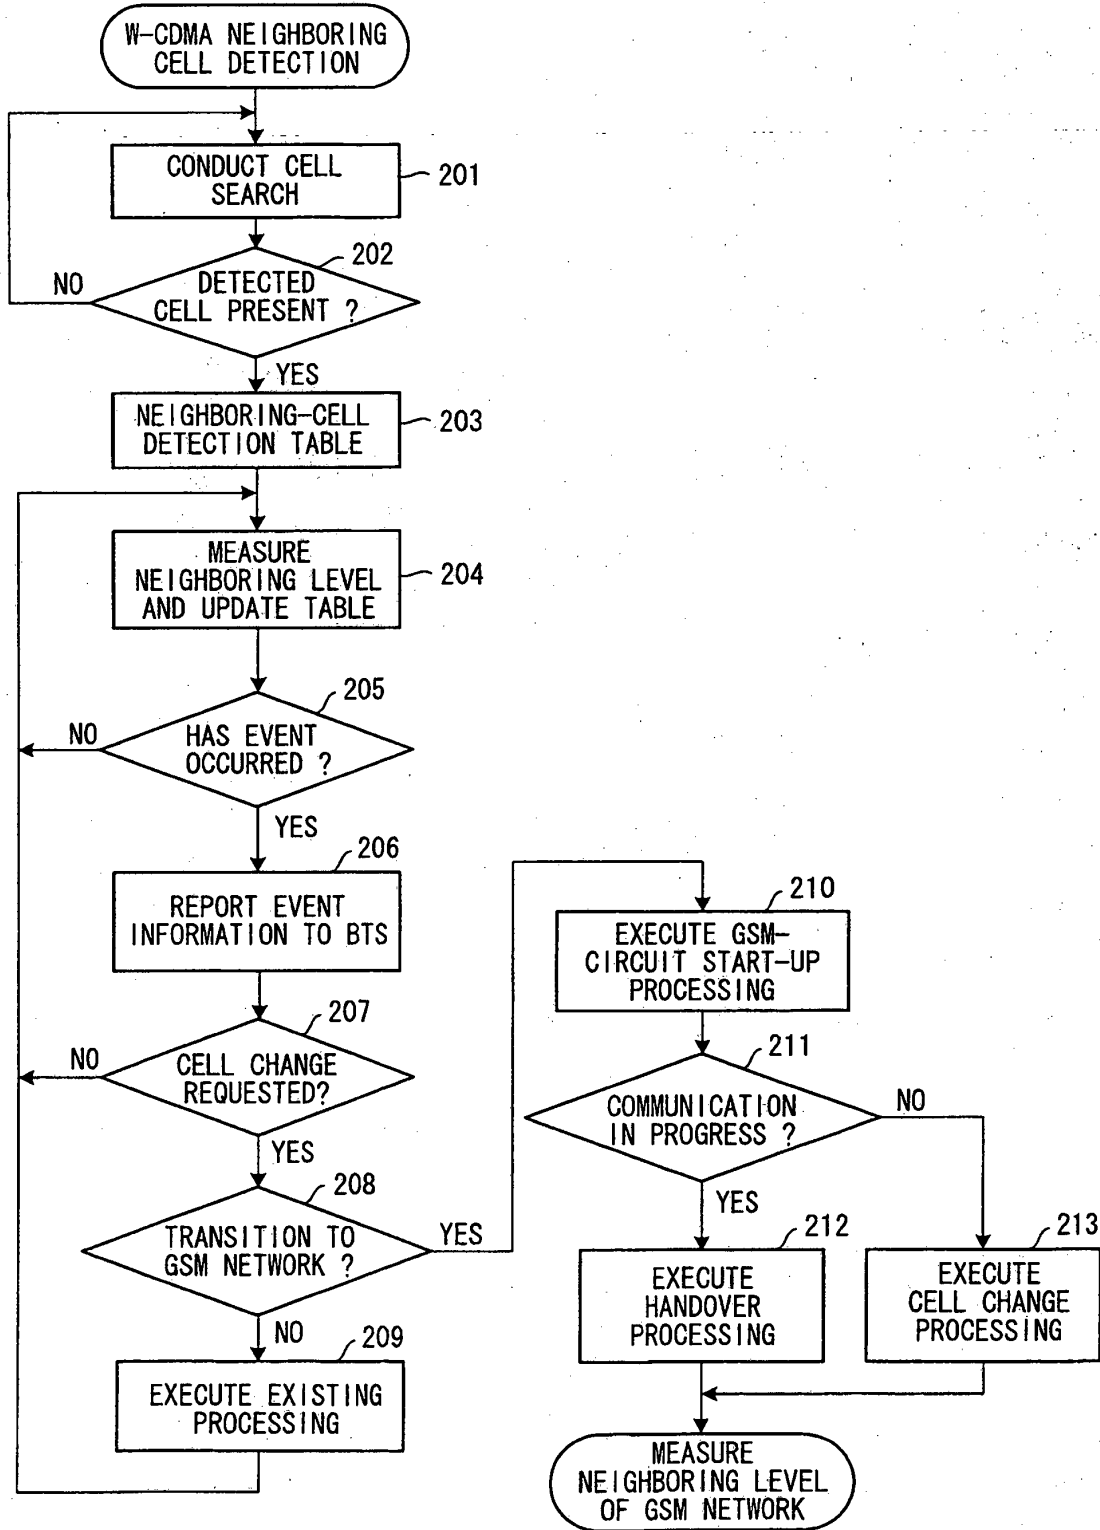 W-CDMA NEIGHBORING
CELL DETECTION
CONDUCT CELL
SEARCH
201
202
DETECTED
CELL PRESENT ?
NO
YES
NEIGHBORING-CELL
DETECTION TABLE
203
MEASURE
NEIGHBORING LEVEL
AND UPDATE TABLE
204
205
HAS EVENT
OCCURRED ?
NO
YES
206
REPORT EVENT
INFORMATION TO BTS
207
CELL CHANGE
REQUESTED?
NO
YES
208
TRANSITION TO
GSM NETWORK ?
YES
NO
209
EXECUTE EXISTING
PROCESSING
210
EXECUTE GSM-
CIRCUIT START-UP
PROCESSING
211
COMMUNICATION
IN PROGRESS ?
NO
YES
212
EXECUTE
HANDOVER
PROCESSING
213
EXECUTE
CELL CHANGE
PROCESSING
MEASURE
NEIGHBORING LEVEL
OF GSM NETWORK